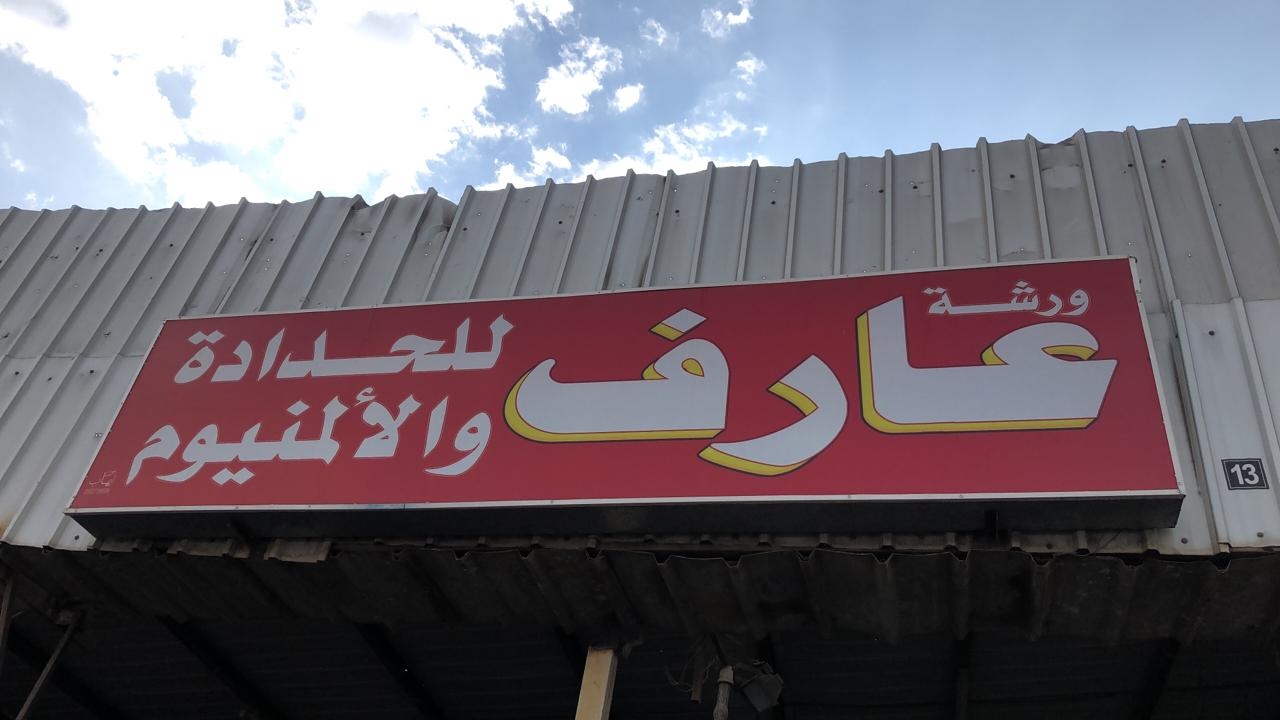 ورشة
عارف
للحدادة
والألمنيوم
13